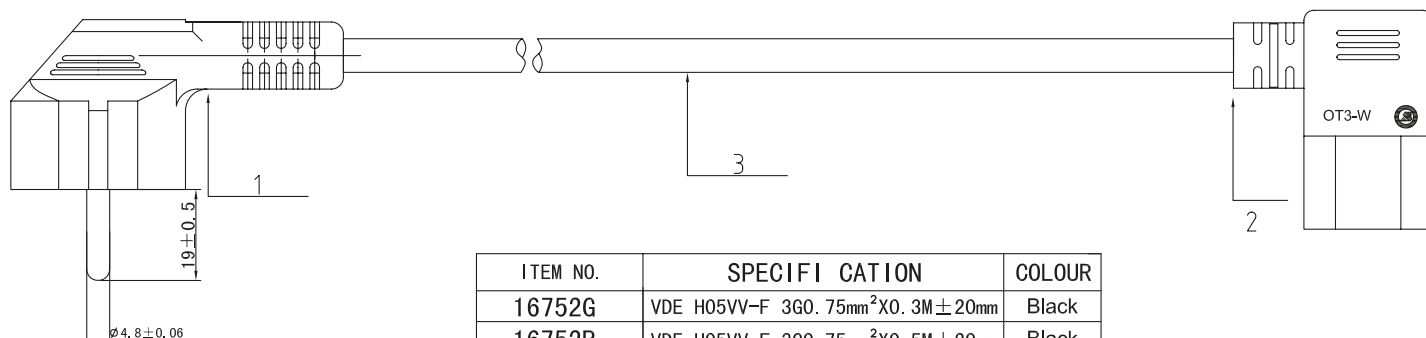 OT3-W
1
3
2
19±0.5
ø4.8±0.06
ITEM NO. SPECIFI CATION COLOUR
16752G VDE H05VV-F 3G0.75mm²X0.3M±20mm Black